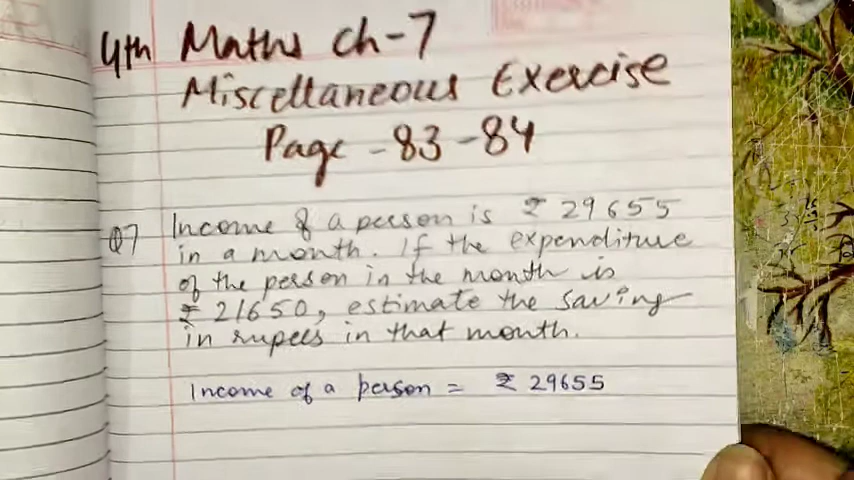 4th Maths Ch-7
Miscellaneous Exercise
Page - 83 - 84
Q7 Income of a person is ₹ 29655
in a month. If the expenditure
of the person in the month is
₹ 21650, estimate the saving
in rupees in that month.
Income of a person = ₹ 29655